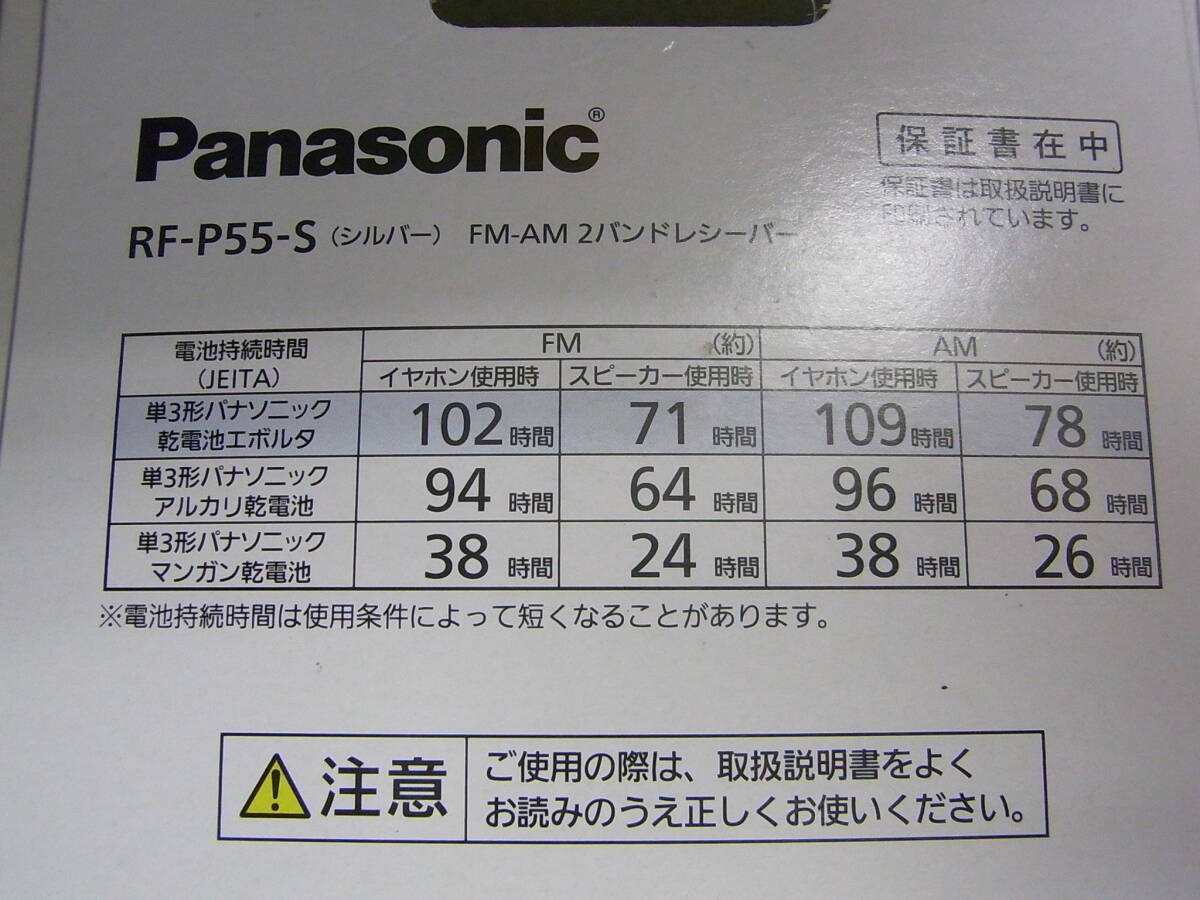 Panasonic®
保証書在中
保証書は取扱説明書に
印刷されています。
RF-P55-S（シルバー） FM-AM 2バンドレシーバー
電池持続時間
（JEITA）
FM （約） AM （約）
イヤホン使用時 スピーカー使用時 イヤホン使用時 スピーカー使用時
単3形パナソニック
乾電池エボルタ
102時間 71時間 109時間 78時間
単3形パナソニック
アルカリ乾電池
94時間 64時間 96時間 68時間
単3形パナソニック
マンガン乾電池
38時間 24時間 38時間 26時間
※電池持続時間は使用条件によって短くなることがあります。
注意
ご使用の際は、取扱説明書をよく
お読みのうえ正しくお使いください。